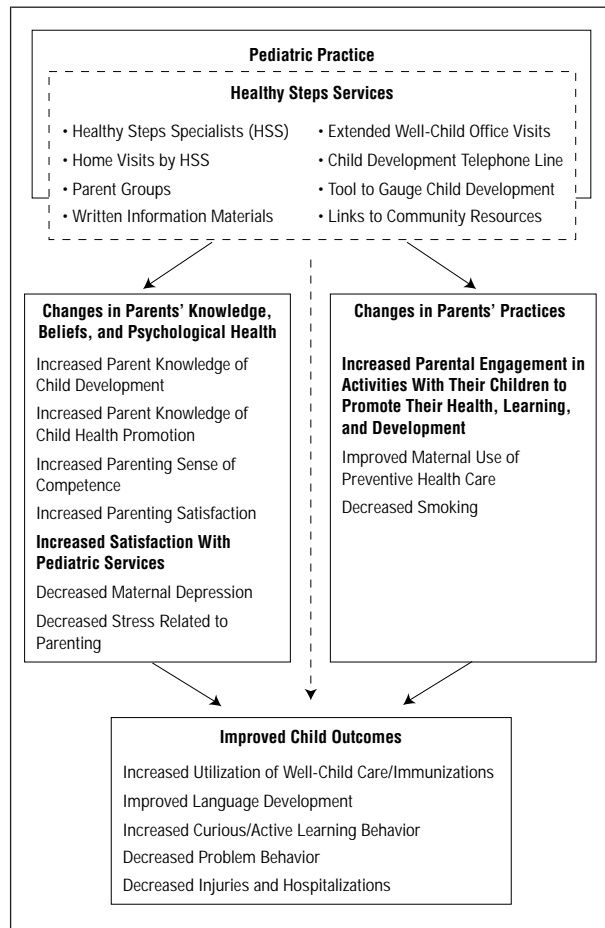 Pediatric Practice
Healthy Steps Services
• Healthy Steps Specialists (HSS)
• Home Visits by HSS
• Parent Groups
• Written Information Materials
• Extended Well-Child Office Visits
• Child Development Telephone Line
• Tool to Gauge Child Development
• Links to Community Resources
Changes in Parents’ Knowledge,
Beliefs, and Psychological Health
Increased Parent Knowledge of
Child Development
Increased Parent Knowledge of
Child Health Promotion
Increased Parenting Sense of
Competence
Increased Parenting Satisfaction
Increased Satisfaction With
Pediatric Services
Decreased Maternal Depression
Decreased Stress Related to
Parenting
Changes in Parents’ Practices
Increased Parental Engagement in
Activities With Their Children to
Promote Their Health, Learning,
and Development
Improved Maternal Use of
Preventive Health Care
Decreased Smoking
Improved Child Outcomes
Increased Utilization of Well-Child Care/Immunizations
Improved Language Development
Increased Curious/Active Learning Behavior
Decreased Problem Behavior
Decreased Injuries and Hospitalizations